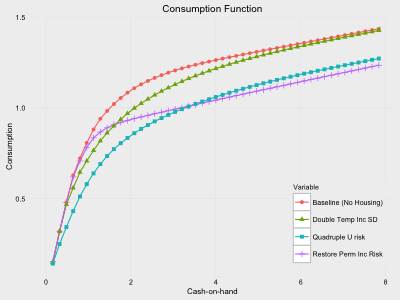 Consumption Function
1.5
1.0
0.5
Consumption
0
2
4
6
8
Cash-on-hand
Variable
Baseline (No Housing)
Double Temp Inc SD
Quadruple U risk
Restore Perm Inc Risk